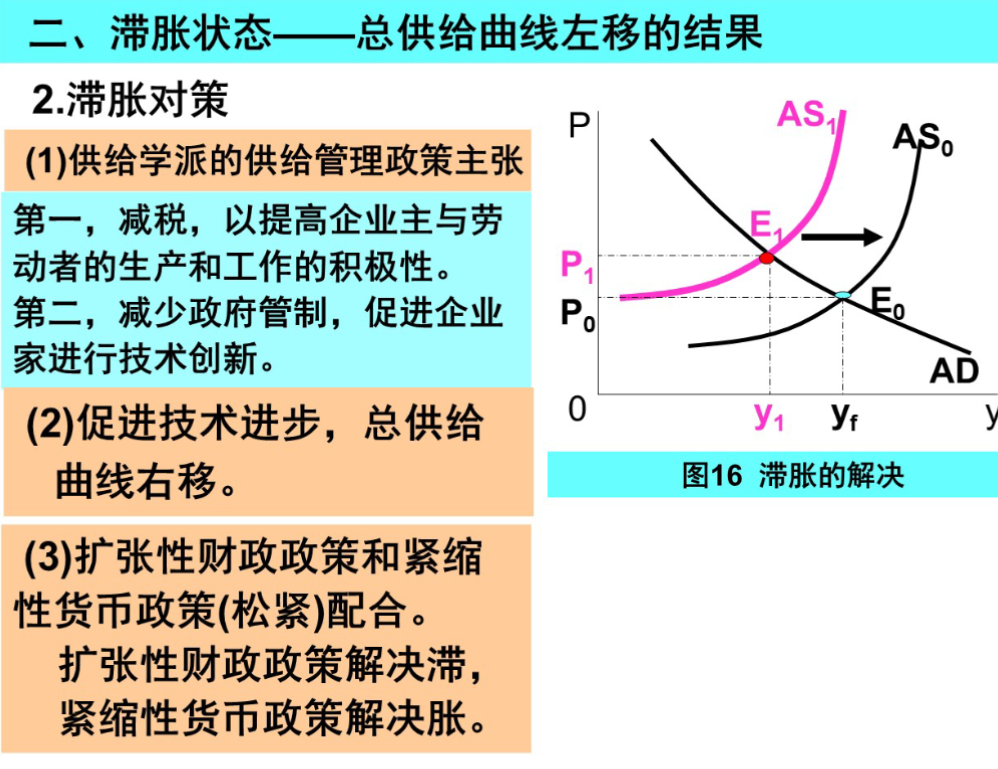 二、滞胀状态——总供给曲线左移的结果
2.滞胀对策
(1)供给学派的供给管理政策主张
第一，减税，以提高企业主与劳
动者的生产和工作的积极性。
第二，减少政府管制，促进企业
家进行技术创新。
(2)促进技术进步，总供给
曲线右移。
(3)扩张性财政政策和紧缩
性货币政策(松紧)配合。
扩张性财政政策解决滞，
紧缩性货币政策解决胀。
P
AS₁
AS₀
E₁
P₁
P₀
E₀
AD
0
y₁
y_f
y
图16 滞胀的解决